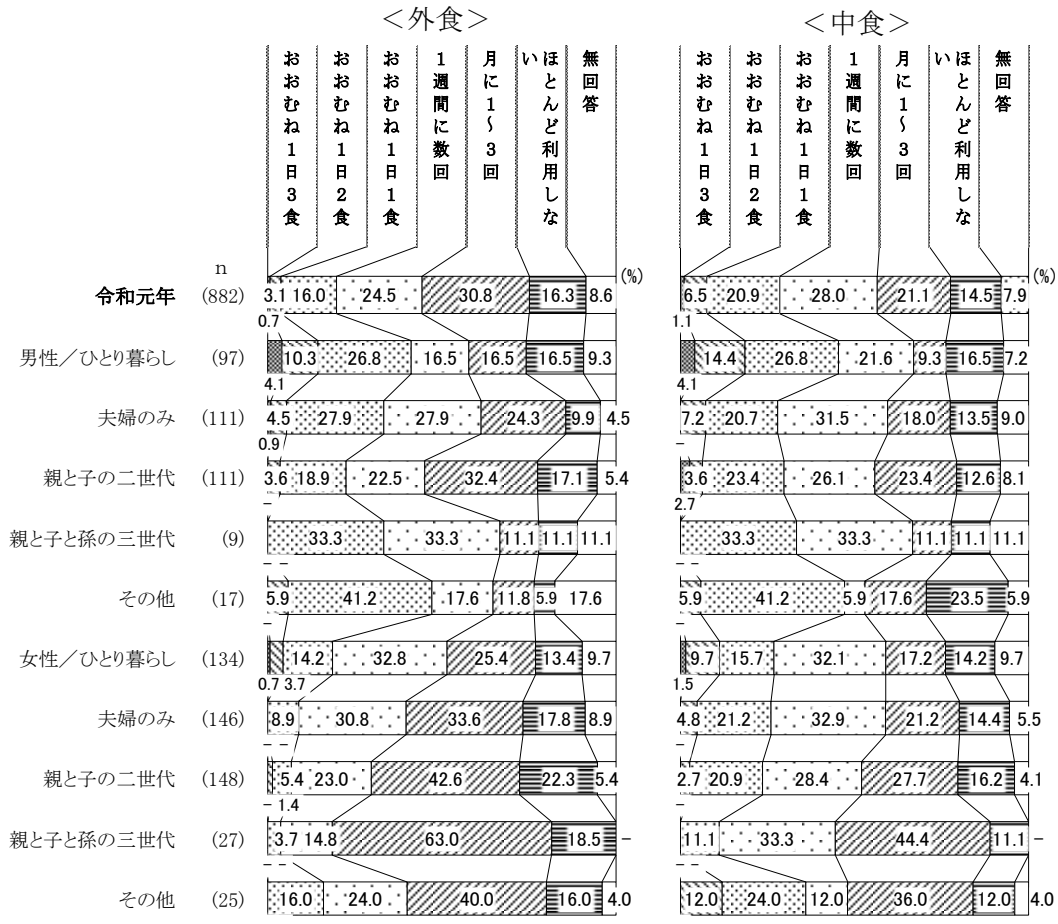 ＜外食＞
＜中食＞
おおむね1日3食
おおむね1日2食
おおむね1日1食
1週間に数回
月に1～3回
ほとんど利用しない
無回答
おおむね1日3食
おおむね1日2食
おおむね1日1食
1週間に数回
月に1～3回
ほとんど利用しない
無回答
n
(%)
(%)
令和元年 (882) 3.1 16.0 24.5 30.8 16.3 8.6 6.5 20.9 28.0 21.1 14.5 7.9
0.7 1.1
男性／ひとり暮らし (97) 10.3 26.8 16.5 16.5 16.5 9.3 14.4 26.8 21.6 9.3 16.5 7.2
4.1 4.1
夫婦のみ (111) 4.5 27.9 27.9 24.3 9.9 4.5 7.2 20.7 31.5 18.0 13.5 9.0
0.9 -
親と子の二世代 (111) 3.6 18.9 22.5 32.4 17.1 5.4 3.6 23.4 26.1 23.4 12.6 8.1
- 2.7
親と子と孫の三世代 (9) 33.3 33.3 11.1 11.1 11.1 33.3 33.3 11.1 11.1 11.1
- - - -
その他 (17) 5.9 41.2 17.6 11.8 5.9 17.6 5.9 41.2 5.9 17.6 23.5 5.9
- -
女性／ひとり暮らし (134) 14.2 32.8 25.4 13.4 9.7 9.7 15.7 32.1 17.2 14.2 9.7
0.7 3.7 1.5
夫婦のみ (146) 8.9 30.8 33.6 17.8 8.9 4.8 21.2 32.9 21.2 14.4 5.5
- - -
親と子の二世代 (148) 5.4 23.0 42.6 22.3 5.4 2.7 20.9 28.4 27.7 16.2 4.1
- 1.4 -
親と子と孫の三世代 (27) 3.7 14.8 63.0 18.5 - 11.1 33.3 44.4 11.1 -
- - - -
その他 (25) 16.0 24.0 40.0 16.0 4.0 12.0 24.0 12.0 36.0 12.0 4.0